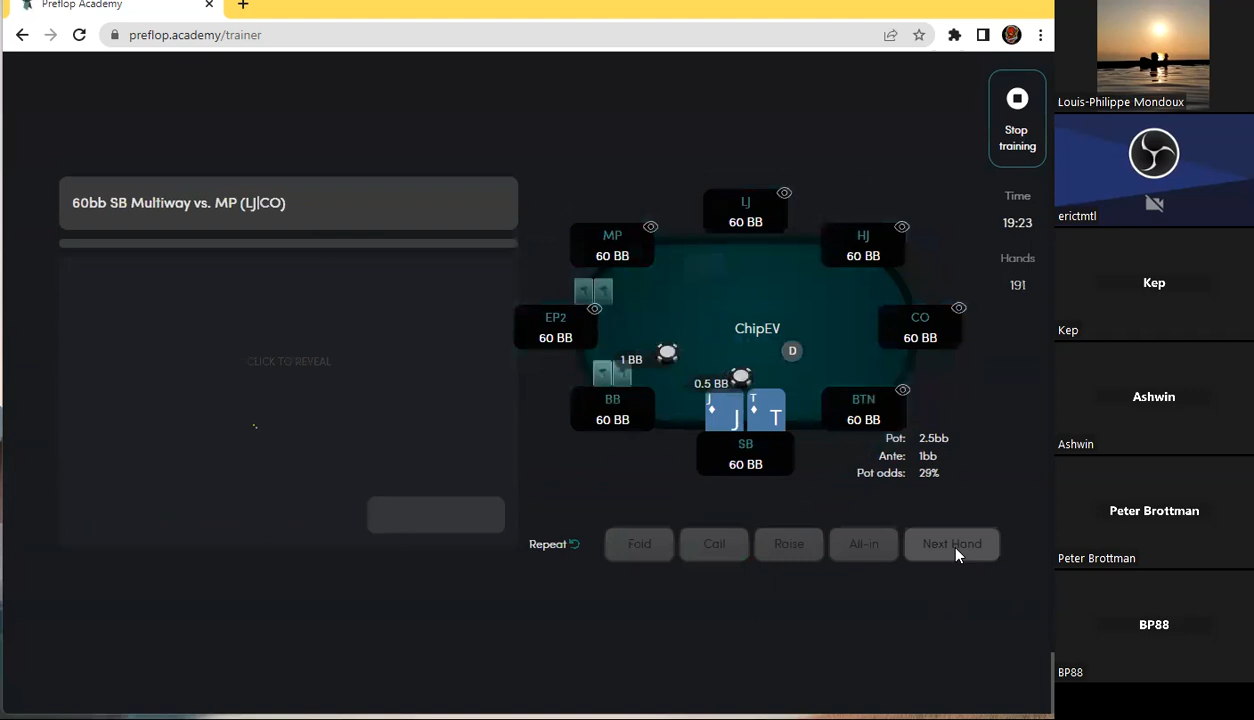 Preflop Academy
preflop.academy/trainer
60bb SB Multiway vs. MP (LJ|CO)
CLICK TO REVEAL
LJ
60 BB
MP
60 BB
HJ
60 BB
EP2
60 BB
CO
60 BB
ChipEV
D
1 BB
0.5 BB
BB
60 BB
J
J
T
T
SB
60 BB
BTN
60 BB
Pot: 2.5bb
Ante: 1bb
Pot odds: 29%
Repeat
Fold
Call
Raise
All-in
Next Hand
Stop
training
Time
19:23
Hands
191
Louis-Philippe Mondoux
erictmtl
Kep
Kep
Ashwin
Ashwin
Peter Brottman
Peter Brottman
BP88
BP88